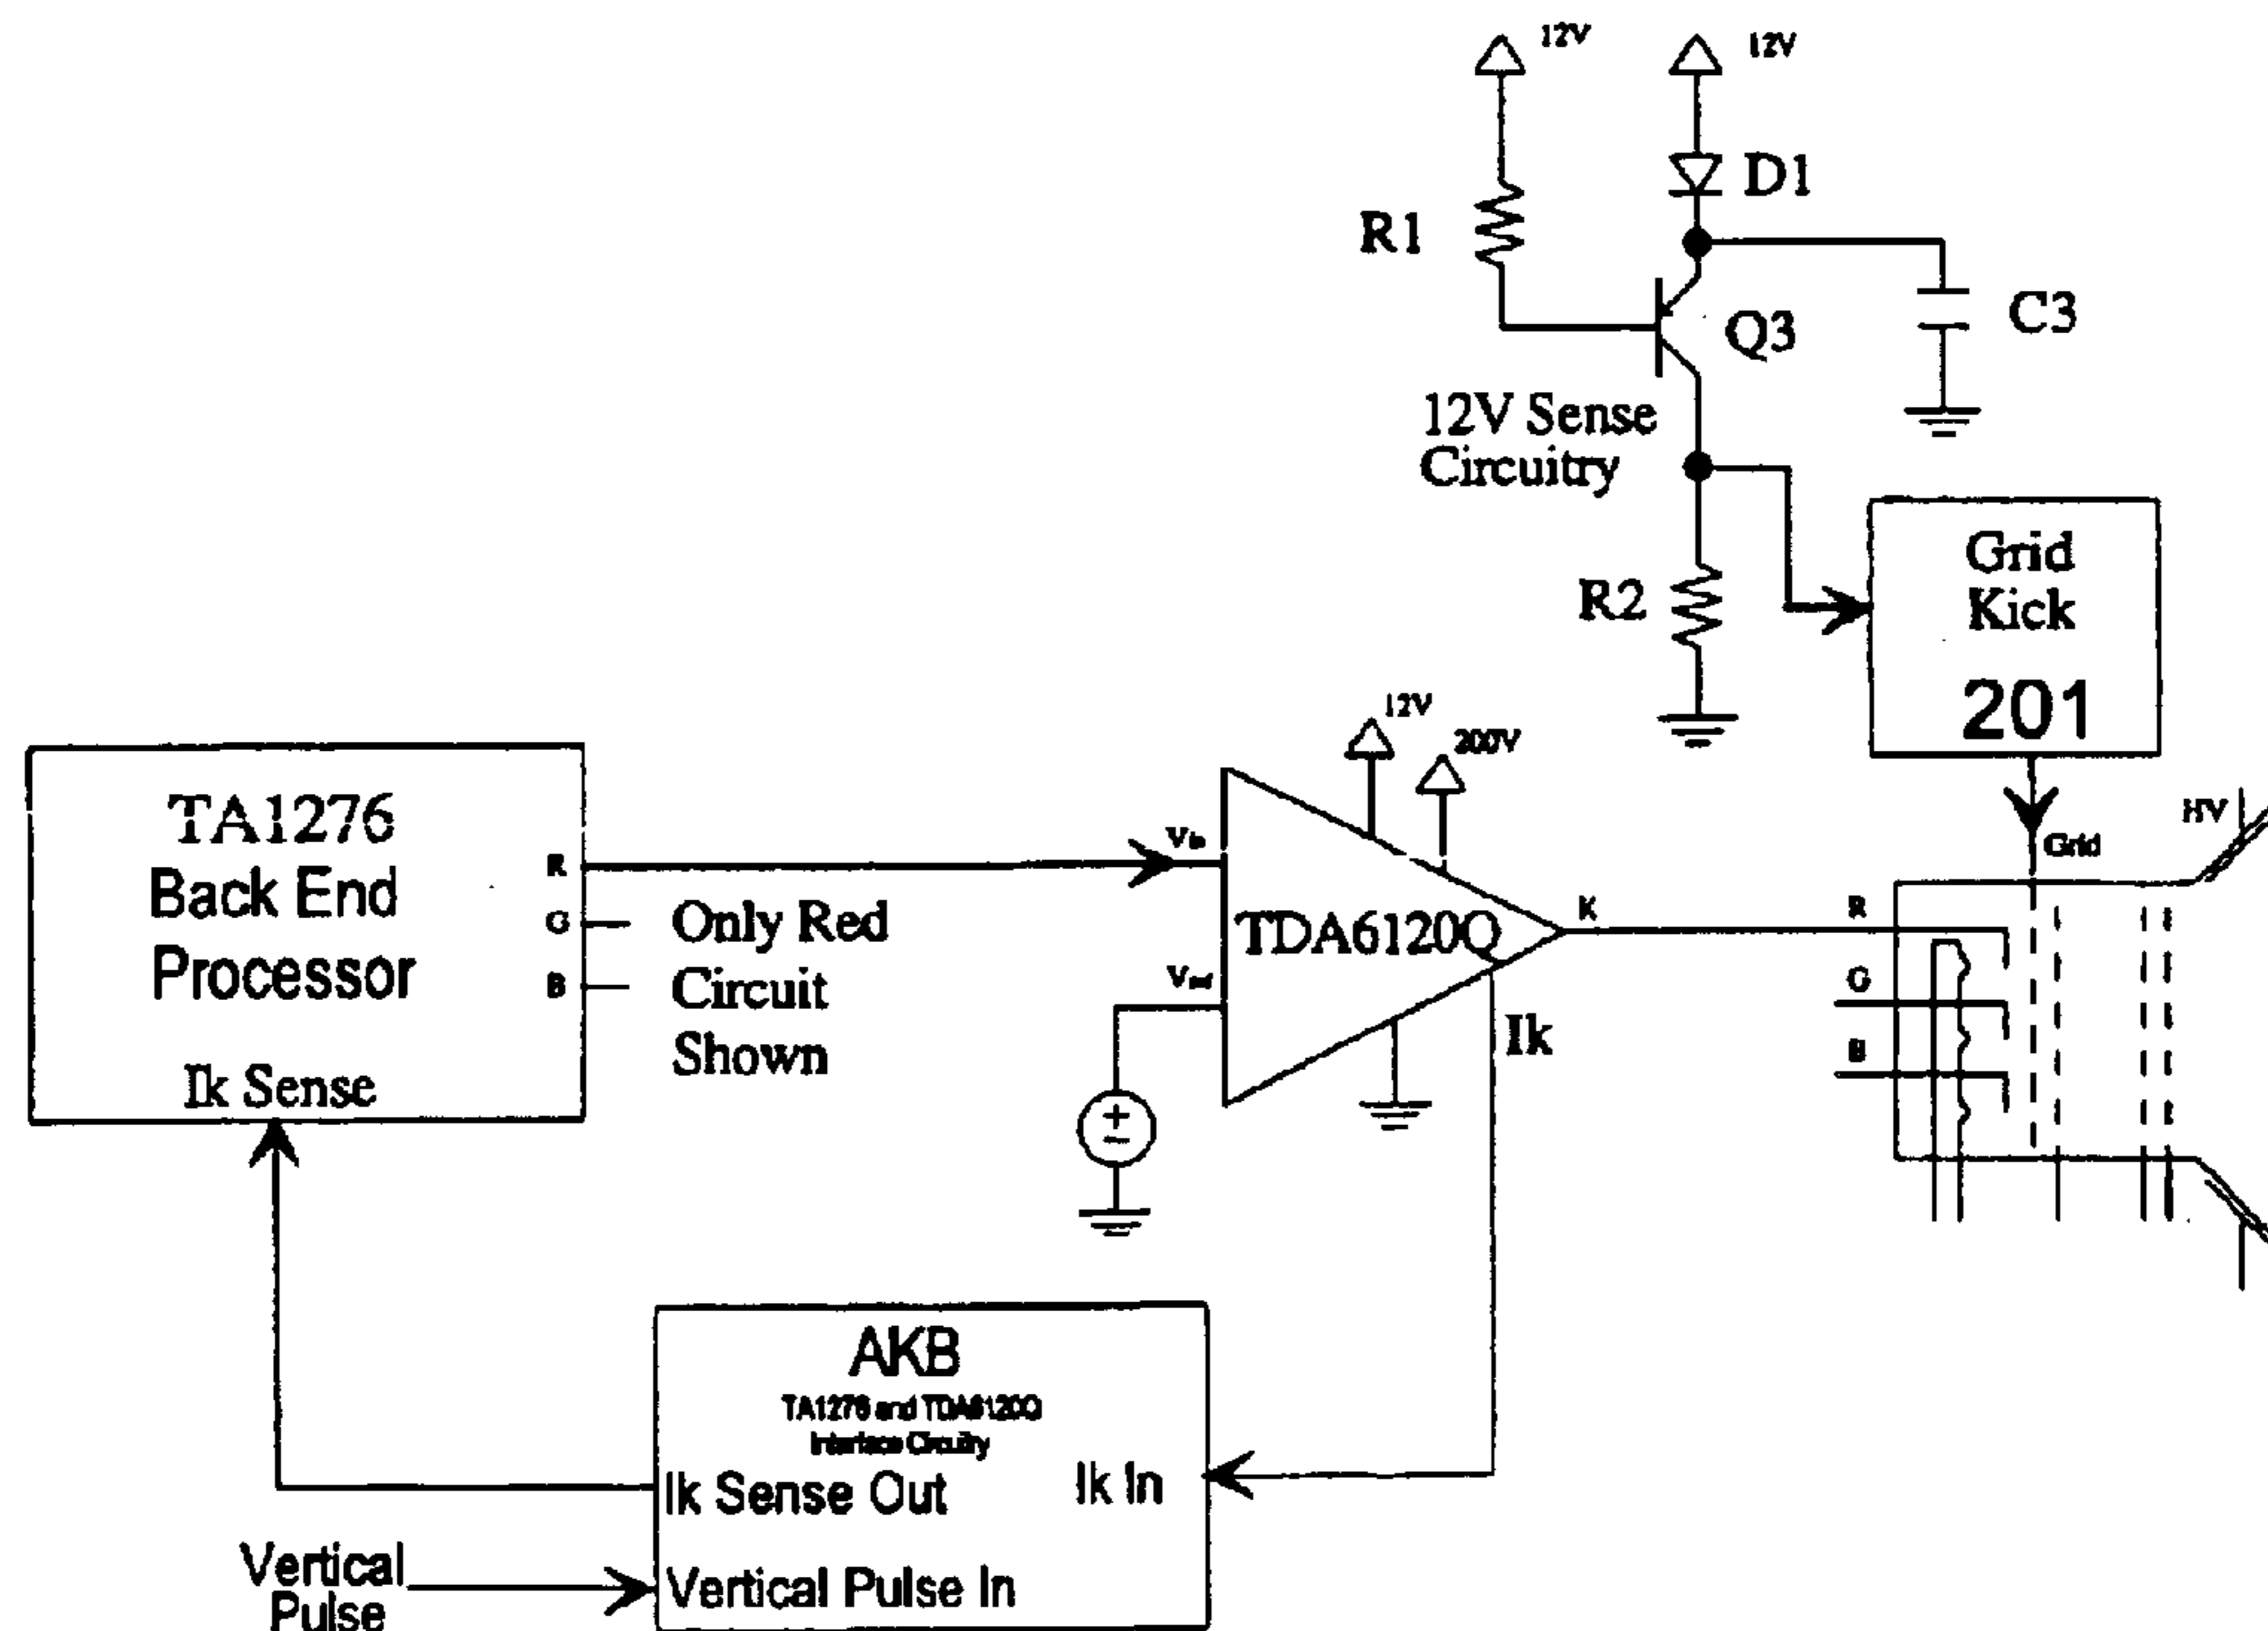 12V
12V
D1
R1
C3
Q3
12V Sense
Circuitry
Grid
Kick
201
R2
12V
200V
TA1276
Back End
Processor
R
G
B
Ik Sense
Only Red
Circuit
Shown
Vin
Vref
TDA6120Q
K
Ik
HV
Grid
R
G
B
AKB
TA1276 and TDA6120Q
Interface Circuitry
Ik Sense Out
Ik In
Vertical Pulse In
Vertical
Pulse